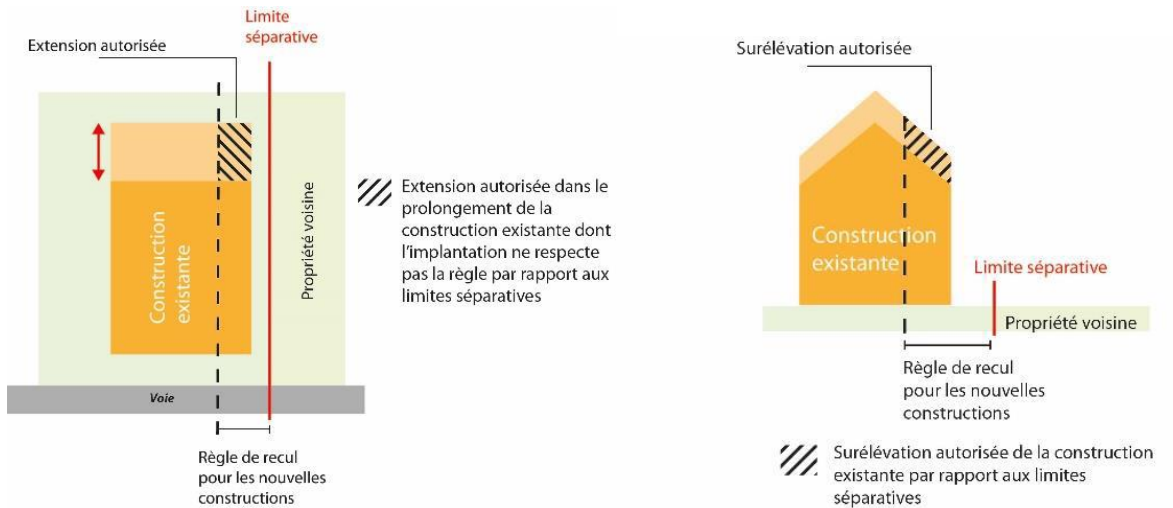 Limite
séparative
Extension autorisée
Construction
existante
Propriété voisine
Voie
Règle de recul
pour les nouvelles
constructions
Extension autorisée dans le
prolongement de la
construction existante dont
l'implantation ne respecte
pas la règle par rapport aux
limites séparatives
Surélévation autorisée
Construction
existante
Limite séparative
Propriété voisine
Règle de recul
pour les nouvelles
constructions
Surélévation autorisée de la construction
existante par rapport aux limites
séparatives